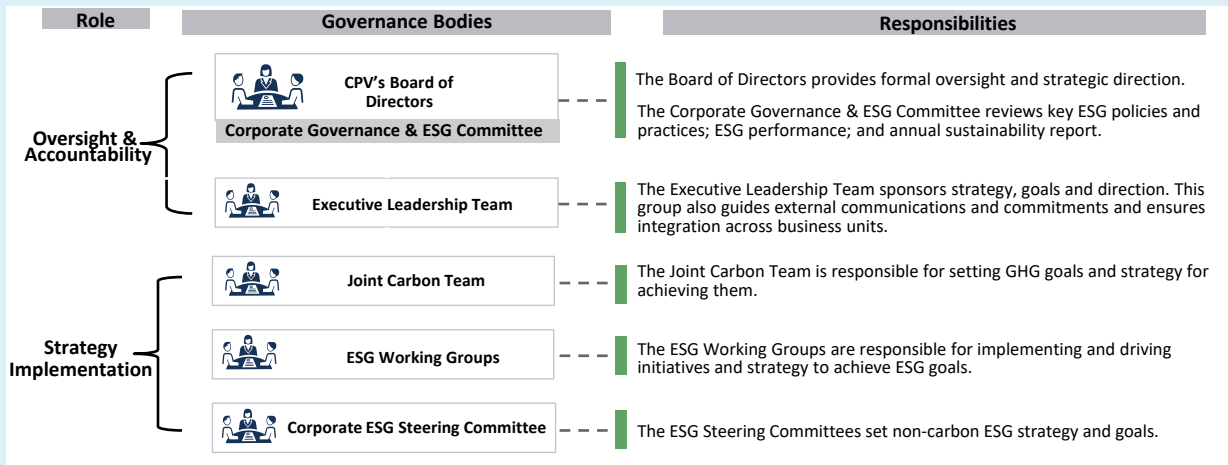 Role
Governance Bodies
Responsibilities
Oversight &
Accountability
CPV's Board of
Directors
Corporate Governance & ESG Committee
The Board of Directors provides formal oversight and strategic direction.
The Corporate Governance & ESG Committee reviews key ESG policies and
practices; ESG performance; and annual sustainability report.
Executive Leadership Team
The Executive Leadership Team sponsors strategy, goals and direction. This
group also guides external communications and commitments and ensures
integration across business units.
Strategy
Implementation
Joint Carbon Team
The Joint Carbon Team is responsible for setting GHG goals and strategy for
achieving them.
ESG Working Groups
The ESG Working Groups are responsible for implementing and driving
initiatives and strategy to achieve ESG goals.
Corporate ESG Steering Committee
The ESG Steering Committees set non-carbon ESG strategy and goals.